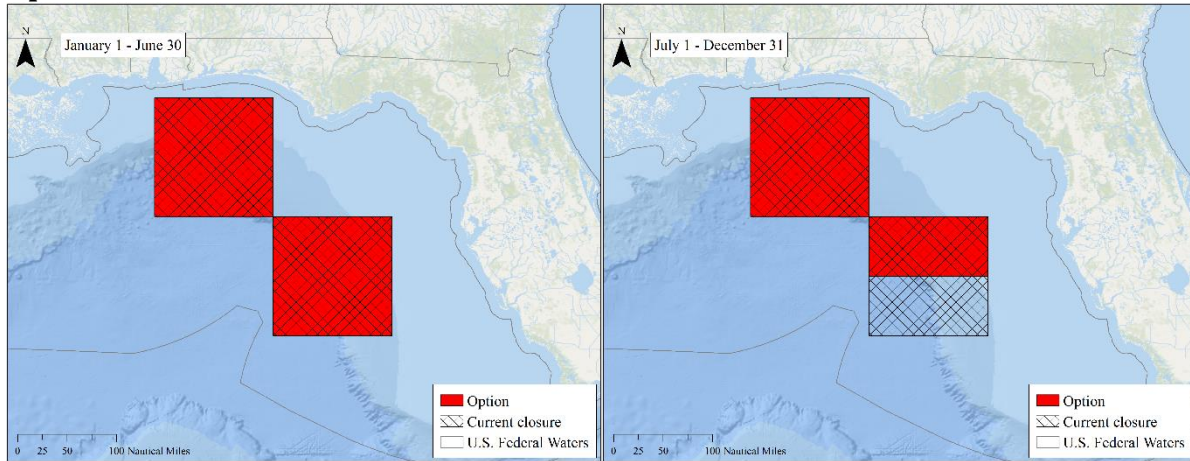 N
January 1 - June 30
Option
Current closure
U.S. Federal Waters
0 25 50 100 Nautical Miles
N
July 1 - December 31
Option
Current closure
U.S. Federal Waters
0 25 50 100 Nautical Miles